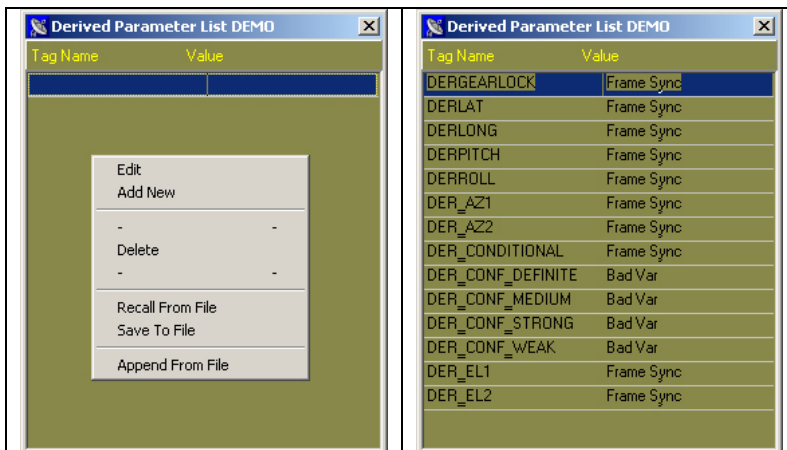 Derived Parameter List DEMO
Tag Name Value
Edit
Add New
- -
Delete
- -
Recall From File
Save To File
Append From File
Derived Parameter List DEMO
Tag Name Value
DERGEARLOCK Frame Sync
DERLAT Frame Sync
DERLONG Frame Sync
DERPITCH Frame Sync
DERROLL Frame Sync
DER_AZ1 Frame Sync
DER_AZ2 Frame Sync
DER_CONDITIONAL Frame Sync
DER_CONF_DEFINITE Bad Var
DER_CONF_MEDIUM Bad Var
DER_CONF_STRONG Bad Var
DER_CONF_WEAK Bad Var
DER_EL1 Frame Sync
DER_EL2 Frame Sync